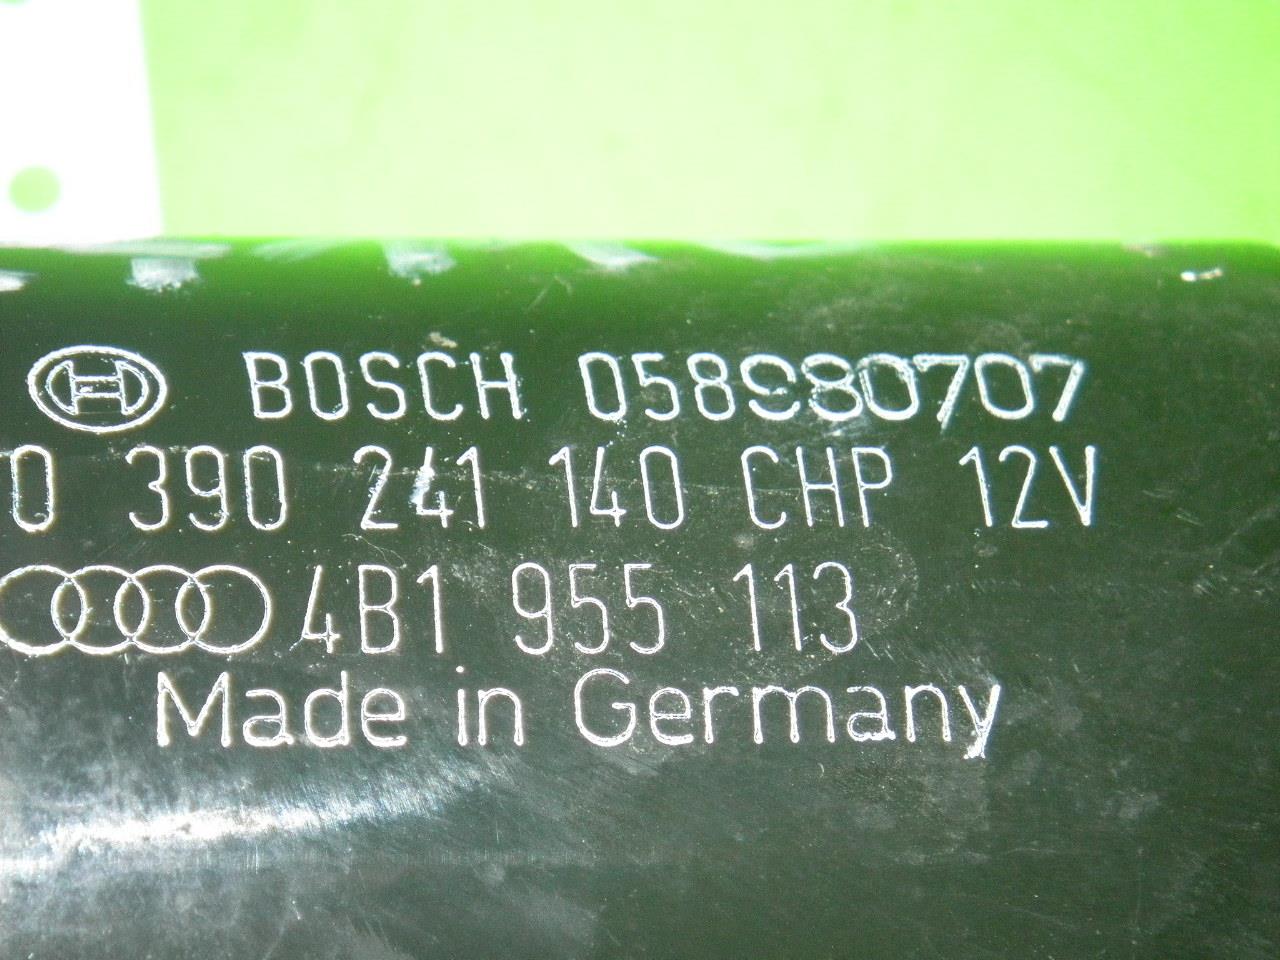 BOSCH 058980707
0 390 241 140 CHP 12V
4B1 955 113
Made in Germany